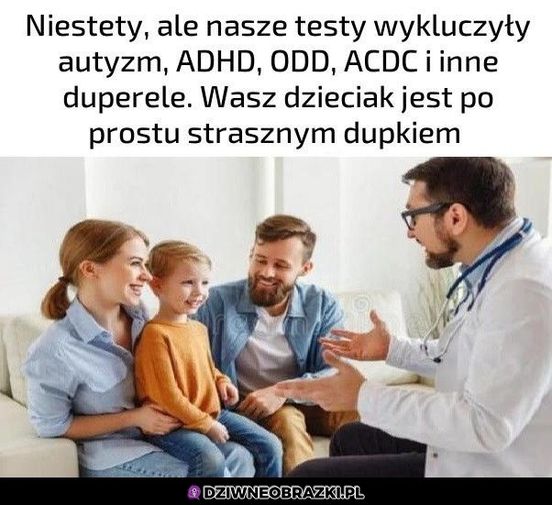 Niestety, ale nasze testy wykluczyły
autyzm, ADHD, ODD, ACDC i inne
duperele. Wasz dzieciak jest po
prostu strasznym dupkiem
DZIWNEOBRAZKI.PL